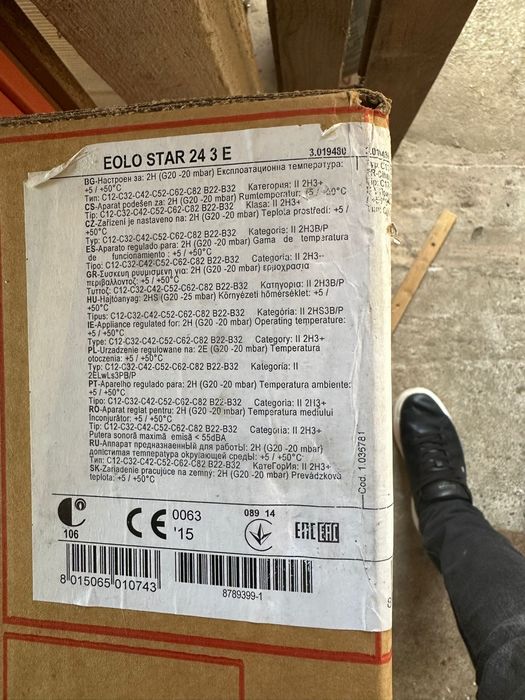 EOLO STAR 24 3 E 3.019480
BG-Настроен за: 2H (G20 -20 mbar) Експлоатационна температура:
+5 / +50°C
Тип: C12-C32-C42-C52-C62-C82 B22-B32 Категория: II 2H3+
CS-Aparat podešen za: 2H (G20 -20 mbar) Rumtemperatur: +5 / +50°C
Tip: C12-C32-C42-C52-C62-C82 B22-B32 Klasa: II 2H3+
CZ-Zařízení je nastaveno na: 2H (G20 -20 mbar) Teplota prostředí: +5 /
+50°C
Typ: C12-C32-C42-C52-C62-C82 B22-B32 Kategorie: II 2H3B/P
ES-Aparato regulado para: 2H (G20 -20 mbar) Gama de temperatura
de funcionamiento : +5 / +50°C
Tipo: C12-C32-C42-C52-C62-C82 B22-B32 Categoría: II 2H3+
GR-Συσκευή ρυμμισμενη για: 2H (G20 -20 mbar)
περιβαλλοντος: +5 / +50°C
C12-C32-C42-C52-C62-C82 B22-B32 II 2H3B/P
HU-Hajtóanyag: 2HS (G20 -25 mbar) Környézeti hőmérséklet: +5 /
+50°C
Tipus: C12-C32-C42-C52-C62-C82 B22-B32 Kategória: II 2HS3B/P
IE-Appliance regulated for: 2H (G20 -20 mbar) Operating temperature:
+5 / +50°C
Type: C12-C32-C42-C52-C62-C82 B22-B32 Category: II 2H3+
PL-Urzadzenie regulowane na: 2E (G20 -20 mbar) Temperatura
otoczenia: +5 / +50°C
Typ: C12-C32-C42-C52-C62-C82 B22-B32 Kategoria: II
2ELwLs3PB/P
PT-Aparelho regulado para: 2H (G20 -20 mbar) Temperatura ambiente:
+5 / +50°C
Tipo: C12-C32-C42-C52-C62-C82 B22-B32 Categoria: II 2H3+
RO-Aparat reglat pentru: 2H (G20 -20 mbar) Temperatura mediului
Inconjurător: +5 / +50°C
Tip: C12-C32-C42-C52-C62-C82 B22-B32 Categoria: II 2H3+
Putera sonoră maximă emisă < 55dBA
RU-Аппарат предназначенный для работы: 2H (G20 -20 mbar)
допистимая температура окружающей среды: +5 / +50°C
Тип: C12-C32-C42-C52-C62-C82 B22-B32 КатеГорИя: II 2H3+
SK-Zariadenie pracujúce na zemný: 2H (G20 -20 mbar) Prevádzková
teplota: +5 / +50°C
Cod. 1.036781
106
CE 0063
'15
089 14
EAC EAC
8 015065 010743
8789399-1